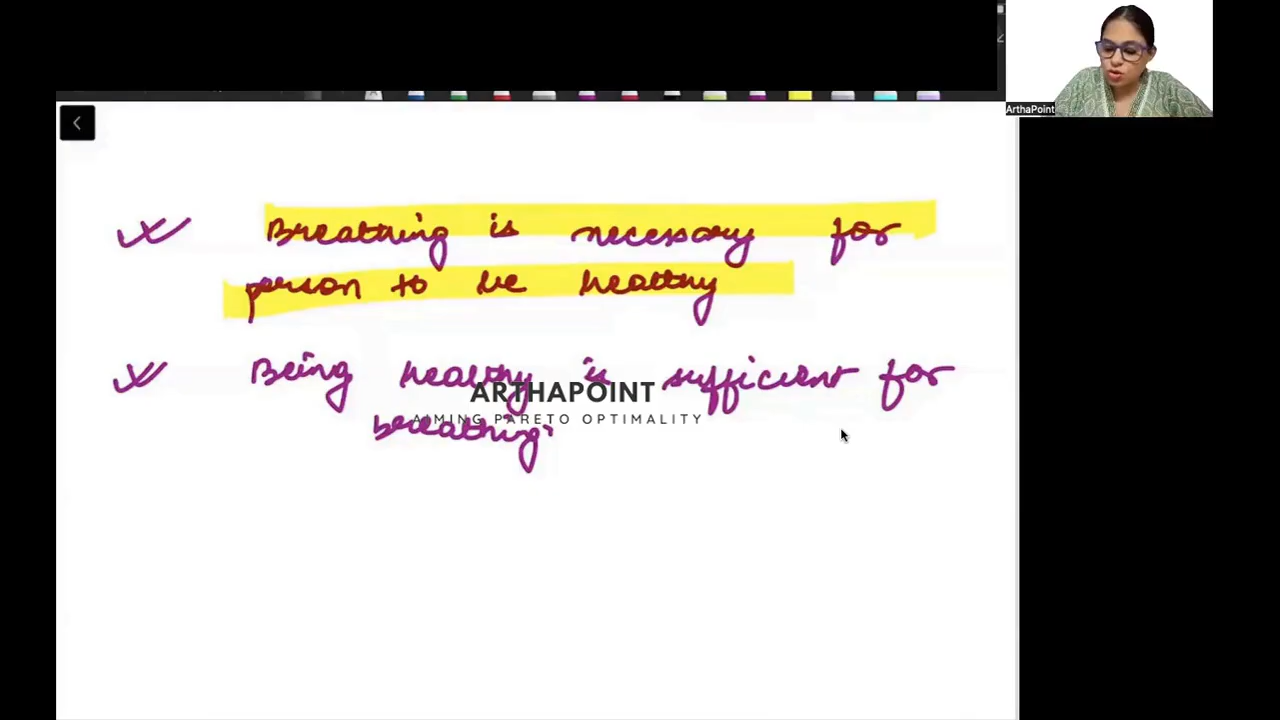 ArthaPoint
Breathing is necessary for
person to be healthy
Being healthy is sufficient for
ARTHAPOINT
AIMING PARETO OPTIMALITY
breathing